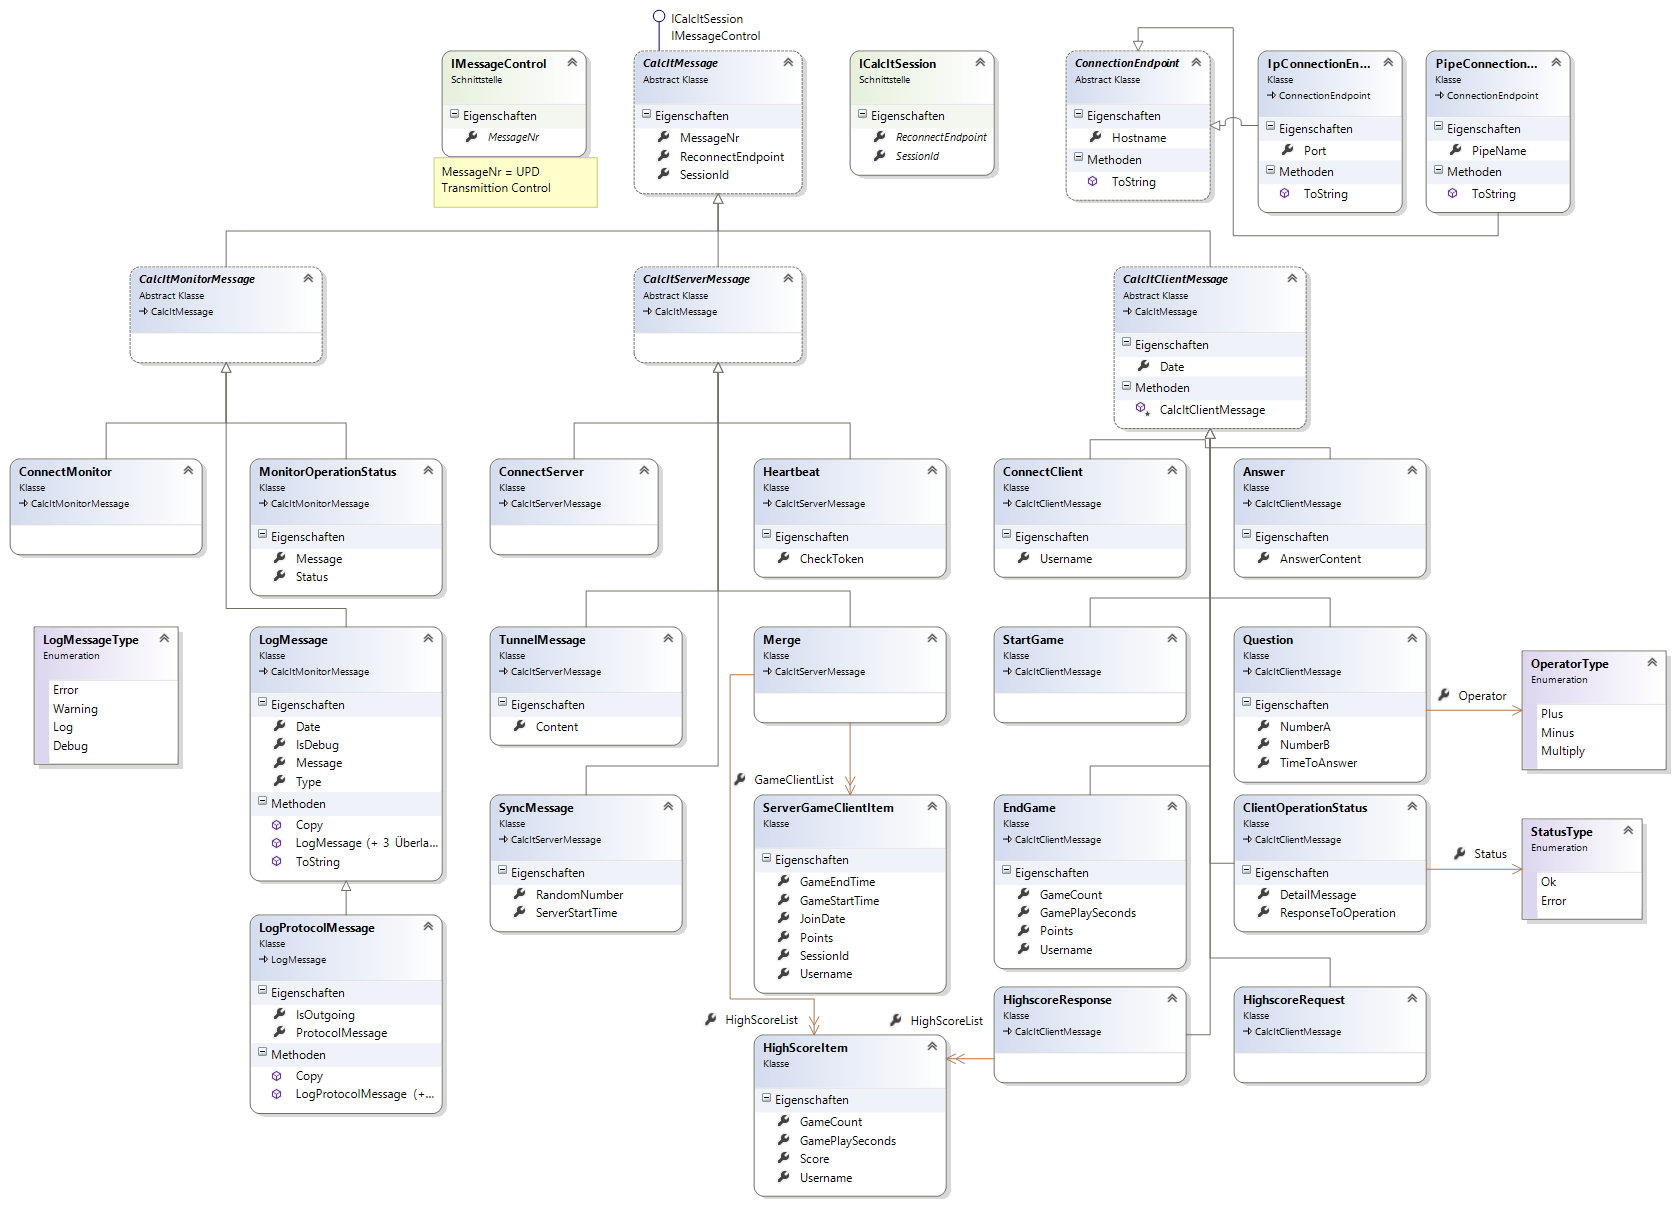 ICalcItSession
IMessageControl
IMessageControl
Schnittstelle
Eigenschaften
MessageNr
MessageNr = UPD
Transmittion Control
CalcItMessage
Abstract Klasse
Eigenschaften
MessageNr
ReconnectEndpoint
SessionId
ICalcItSession
Schnittstelle
Eigenschaften
ReconnectEndpoint
SessionId
ConnectionEndpoint
Abstract Klasse
Eigenschaften
Hostname
Methoden
ToString
IpConnectionEn...
Klasse
ConnectionEndpoint
Eigenschaften
Port
Methoden
ToString
PipeConnection...
Klasse
ConnectionEndpoint
Eigenschaften
PipeName
Methoden
ToString
CalcItMonitorMessage
Abstract Klasse
CalcItMessage
CalcItServerMessage
Abstract Klasse
CalcItMessage
CalcItClientMessage
Abstract Klasse
CalcItMessage
Eigenschaften
Date
Methoden
CalcItClientMessage
ConnectMonitor
Klasse
CalcItMonitorMessage
MonitorOperationStatus
Klasse
CalcItMonitorMessage
Eigenschaften
Message
Status
ConnectServer
Klasse
CalcItServerMessage
Heartbeat
Klasse
CalcItServerMessage
Eigenschaften
CheckToken
ConnectClient
Klasse
CalcItClientMessage
Eigenschaften
Username
Answer
Klasse
CalcItClientMessage
Eigenschaften
AnswerContent
LogMessageType
Enumeration
Error
Warning
Log
Debug
LogMessage
Klasse
CalcItMonitorMessage
Eigenschaften
Date
IsDebug
Message
Type
Methoden
Copy
LogMessage (+ 3 Überla...
ToString
TunnelMessage
Klasse
CalcItServerMessage
Eigenschaften
Content
Merge
Klasse
CalcItServerMessage
StartGame
Klasse
CalcItClientMessage
Question
Klasse
CalcItClientMessage
Eigenschaften
NumberA
NumberB
TimeToAnswer
Operator
OperatorType
Enumeration
Plus
Minus
Multiply
GameClientList
SyncMessage
Klasse
CalcItServerMessage
Eigenschaften
RandomNumber
ServerStartTime
ServerGameClientItem
Klasse
Eigenschaften
GameEndTime
GameStartTime
JoinDate
Points
SessionId
Username
EndGame
Klasse
CalcItClientMessage
Eigenschaften
GameCount
GamePlaySeconds
Points
Username
ClientOperationStatus
Klasse
CalcItClientMessage
Eigenschaften
DetailMessage
ResponseToOperation
Status
StatusType
Enumeration
Ok
Error
LogProtocolMessage
Klasse
LogMessage
Eigenschaften
IsOutgoing
ProtocolMessage
Methoden
Copy
LogProtocolMessage (+...
HighScoreList
HighScoreList
HighscoreResponse
Klasse
CalcItClientMessage
HighscoreRequest
Klasse
CalcItClientMessage
HighScoreItem
Klasse
Eigenschaften
GameCount
GamePlaySeconds
Score
Username